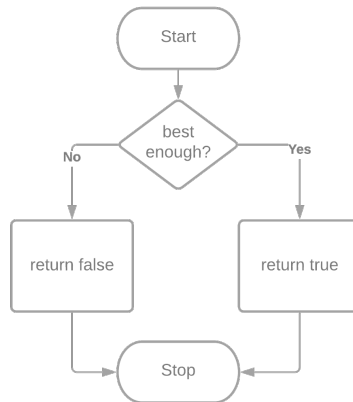 Start
best
enough?
No
Yes
return false
return true
Stop